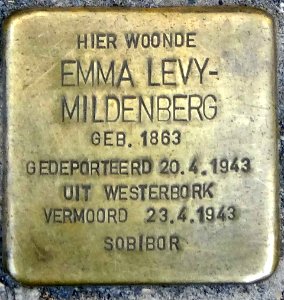 HIER WOONDE
EMMA LEVY-
MILDENBERG
GEB. 1863
GEDEPORTEERD 20.4.1943
UIT WESTERBORK
VERMOORD 23.4.1943
SOBIBOR